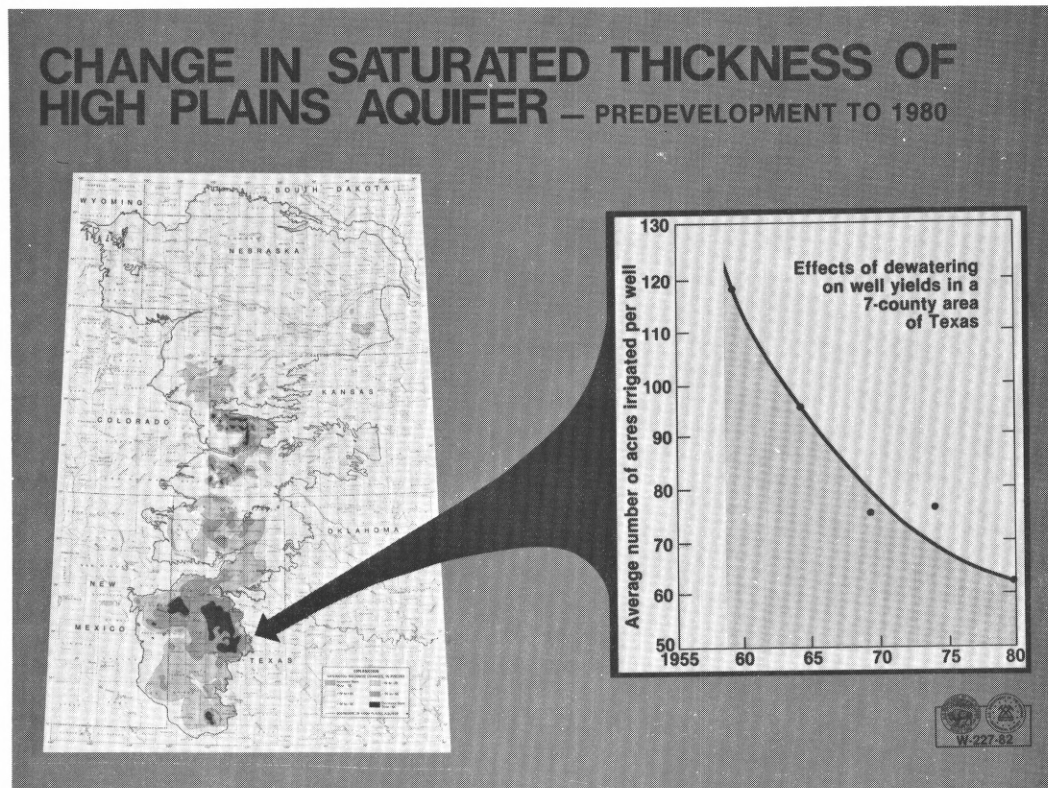 CHANGE IN SATURATED THICKNESS OF
HIGH PLAINS AQUIFER — PREDEVELOPMENT TO 1980
WYOMING
SOUTH DAKOTA
NEBRASKA
COLORADO
KANSAS
OKLAHOMA
NEW
MEXICO
TEXAS
Effects of dewatering
on well yields in a
7-county area
of Texas
Average number of acres irrigated per well
130
120
110
100
90
80
70
60
50
1955
60
65
70
75
80
W-227-82